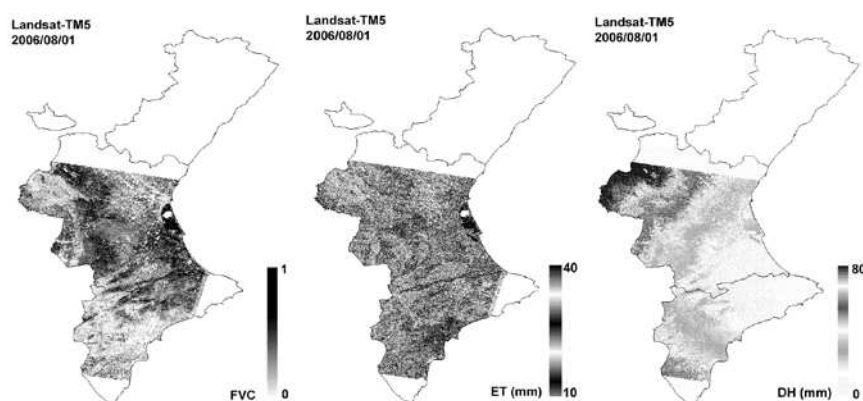 Landsat-TM5
2006/08/01
1
FVC
0
Landsat-TM5
2006/08/01
40
ET (mm)
10
Landsat-TM5
2006/08/01
80
DH (mm)
0